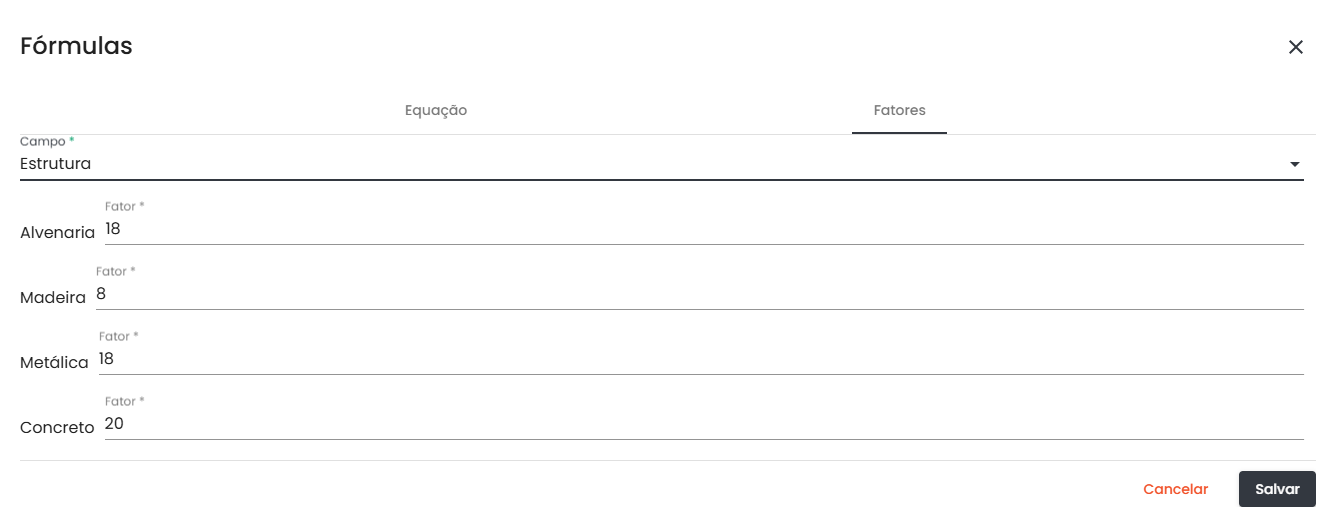 Fórmulas
Equação Fatores
Campo *
Estrutura
Fator *
Alvenaria 18
Fator *
Madeira 8
Fator *
Metálica 18
Fator *
Concreto 20
Cancelar Salvar